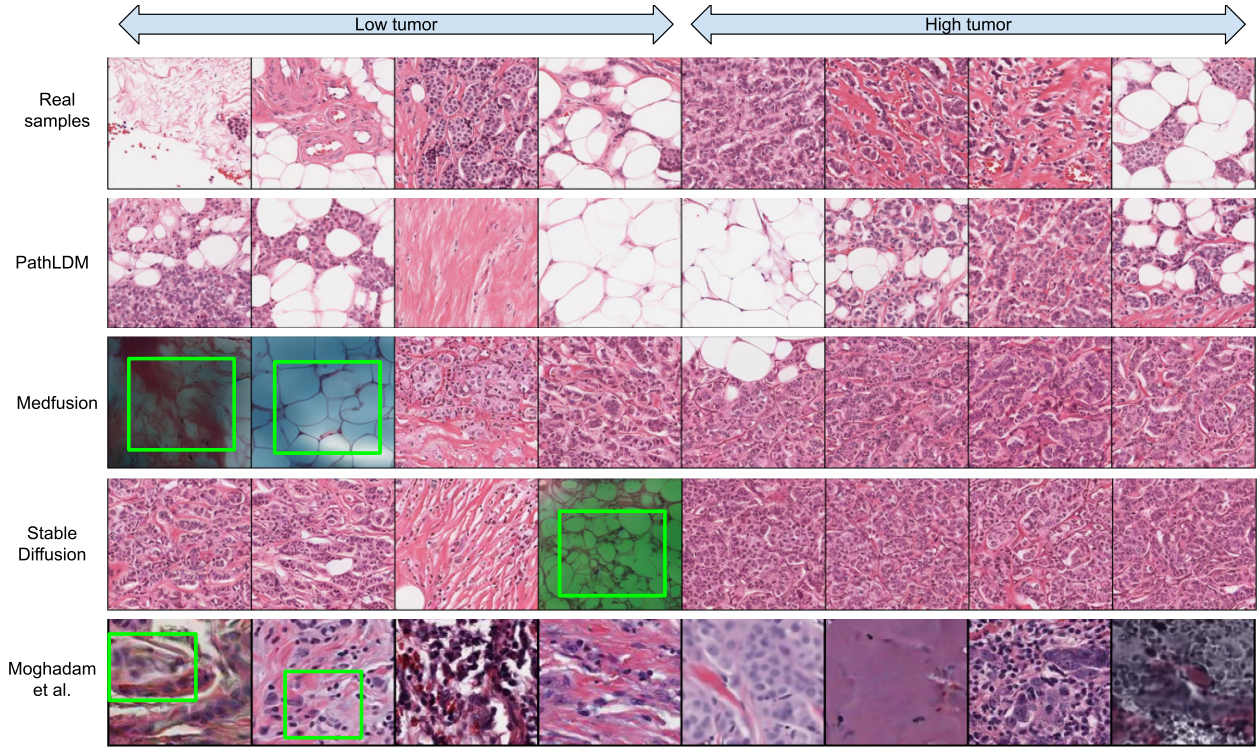 Low tumor
High tumor
Real
samples
PathLDM
Medfusion
Stable
Diffusion
Moghadam
et al.